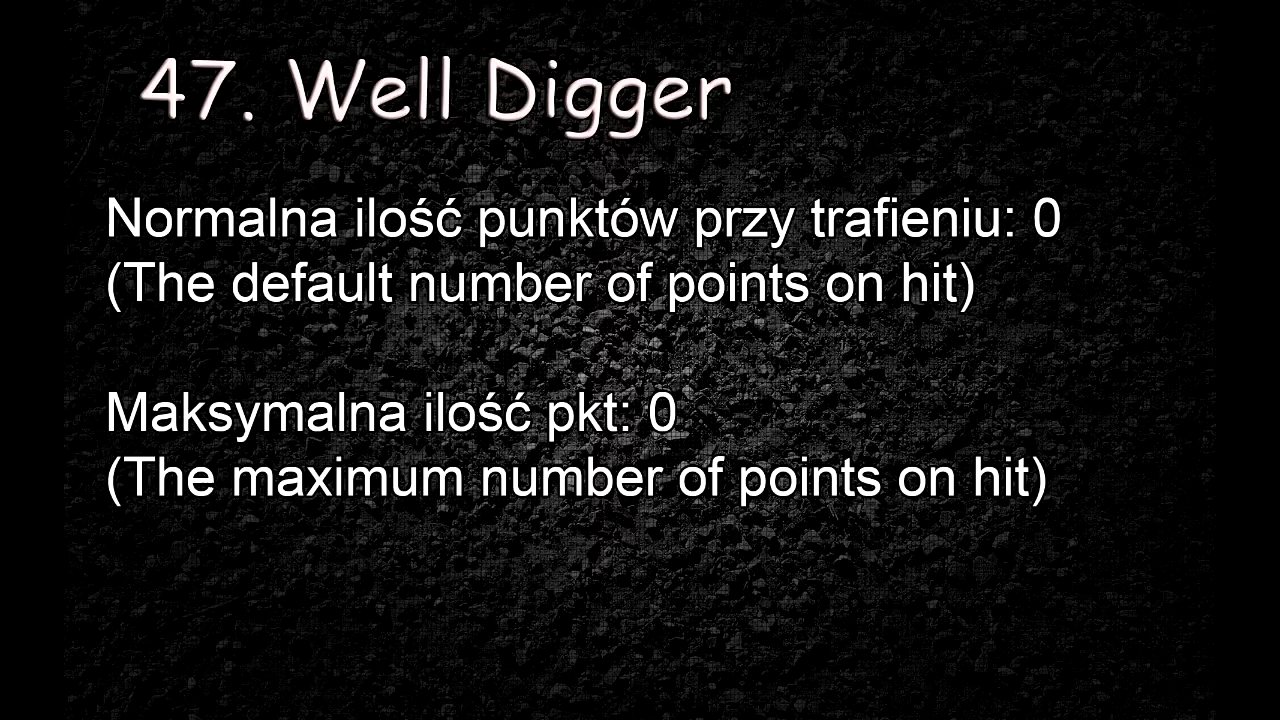 47. Well Digger
Normalna ilość punktów przy trafieniu: 0
(The default number of points on hit)
Maksymalna ilość pkt: 0
(The maximum number of points on hit)